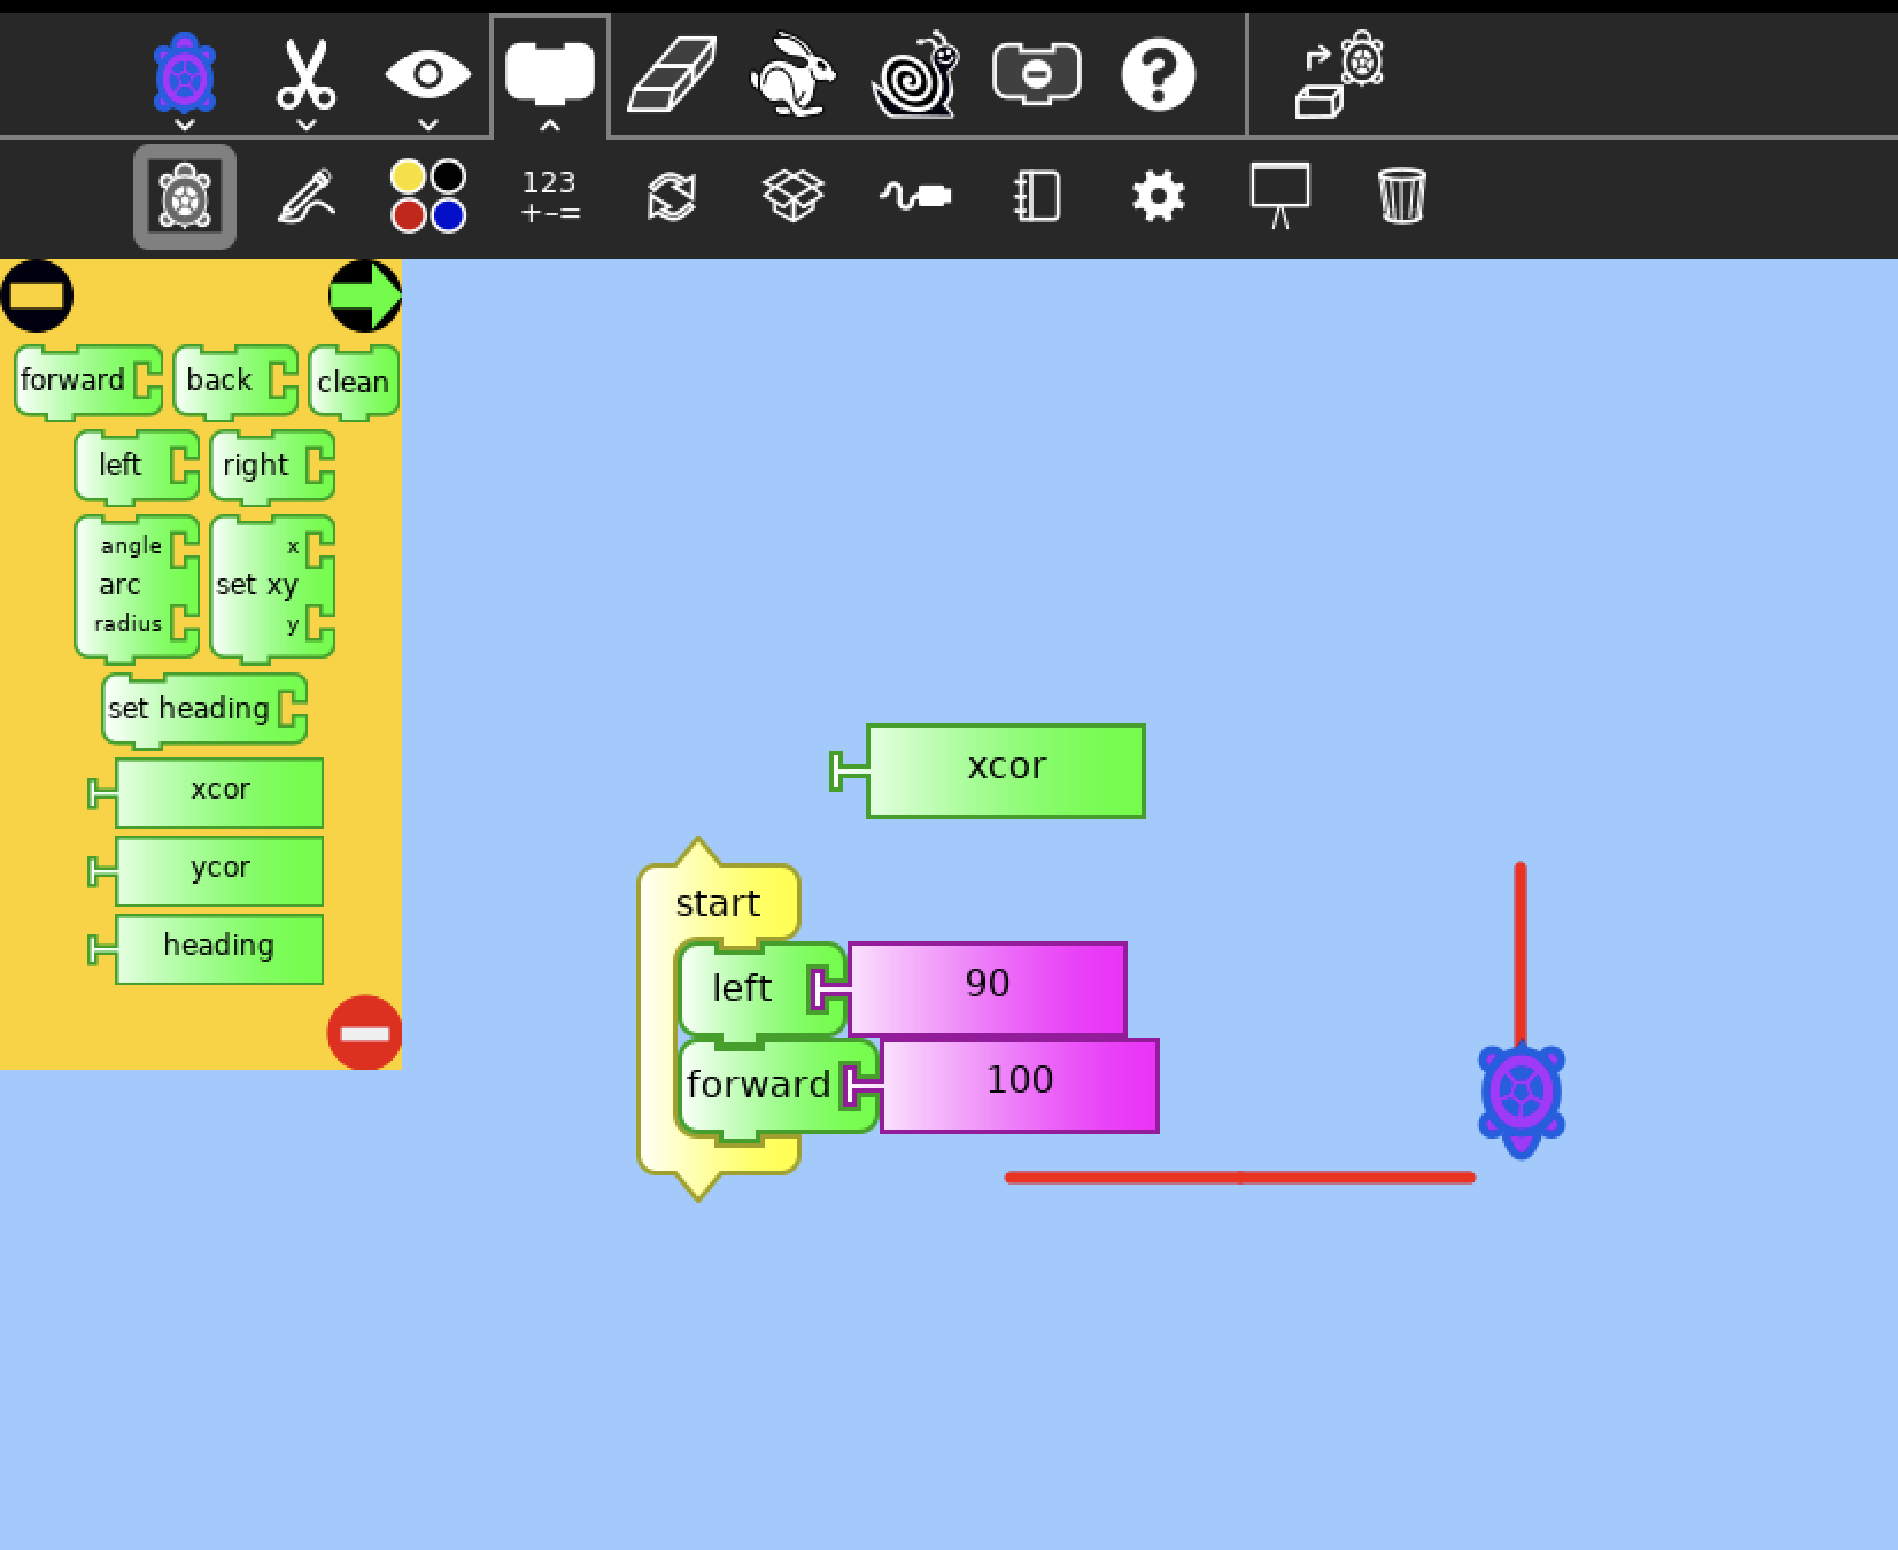 123
+-=
forward back clean
left right
angle
arc
radius
x
set xy
y
set heading
xcor
ycor
heading
xcor
start
left 90
forward 100